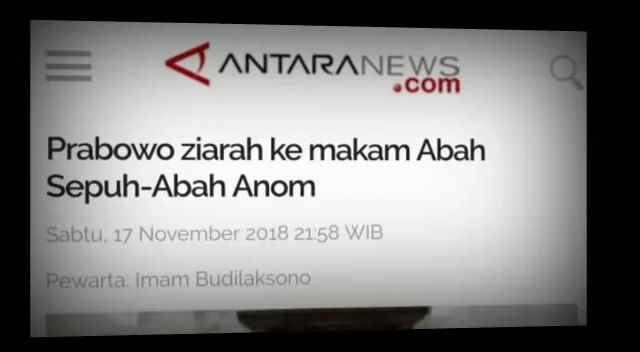 ANTARANEWS
.com
Prabowo ziarah ke makam Abah
Sepuh-Abah Anom
Sabtu, 17 November 2018 21:58 WIB
Pewarta: Imam Budilaksono